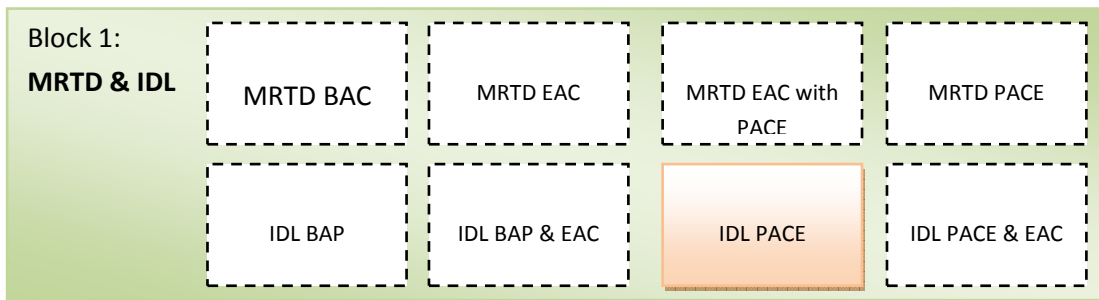 Block 1:
MRTD & IDL
MRTD BAC
MRTD EAC
MRTD EAC with
PACE
MRTD PACE
IDL BAP
IDL BAP & EAC
IDL PACE
IDL PACE & EAC